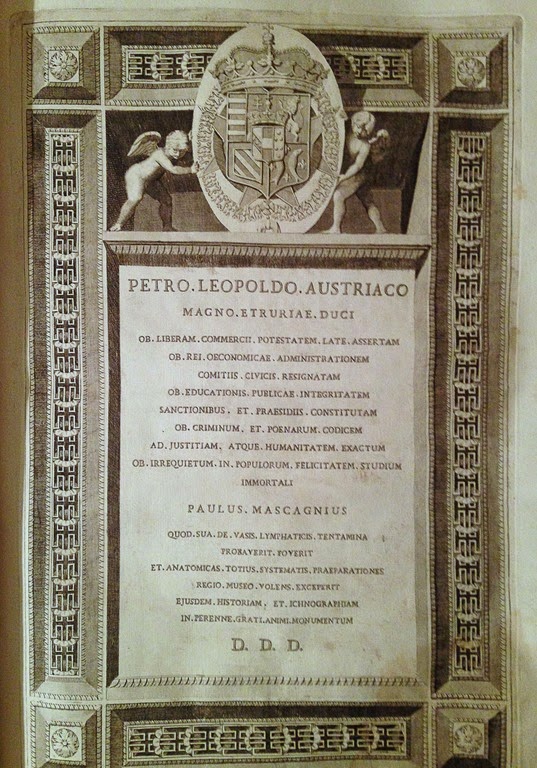 PETRO. LEOPOLDO. AUSTRIACO
MAGNO. ETRURIAE. DUCI
OB. LIBERAM. COMMERCII. POTESTATEM. LATE. ASSERTAM
OB. REI. OECONOMICAE. ADMINISTRATIONEM
COMITIIS. CIVICIS. RESIGNATAM
OB. EDUCATIONIS. PUBLICAE. INTEGRITATEM
SANCTIONIBUS. ET. PRAESIDIIS. CONSTITUTAM
OB. CRIMINUM. ET. POENARUM. CODICEM
AD. JUSTITIAM, ATQUE. HUMANITATEM. EXACTUM
OB. IRREQUIETUM. IN. POPULORUM. FELICITATEM. STUDIUM
IMMORTALI
PAULUS. MASCAGNIUS
QUOD. SUA. DE. VASIS. LYMPHATICIS. TENTAMINA
PROBAVERIT. FOVERIT
ET. ANATOMICAS. TOTIUS. SYSTEMATIS. PRAEPARATIONES
REGIO. MUSEO. VOLENS. EXCEPERIT
EJUSDEM. HISTORIAM, ET. ICHNOGRAPHIAM
IN. PERENNE. GRATI. ANIMI. MONUMENTUM
D. D. D.